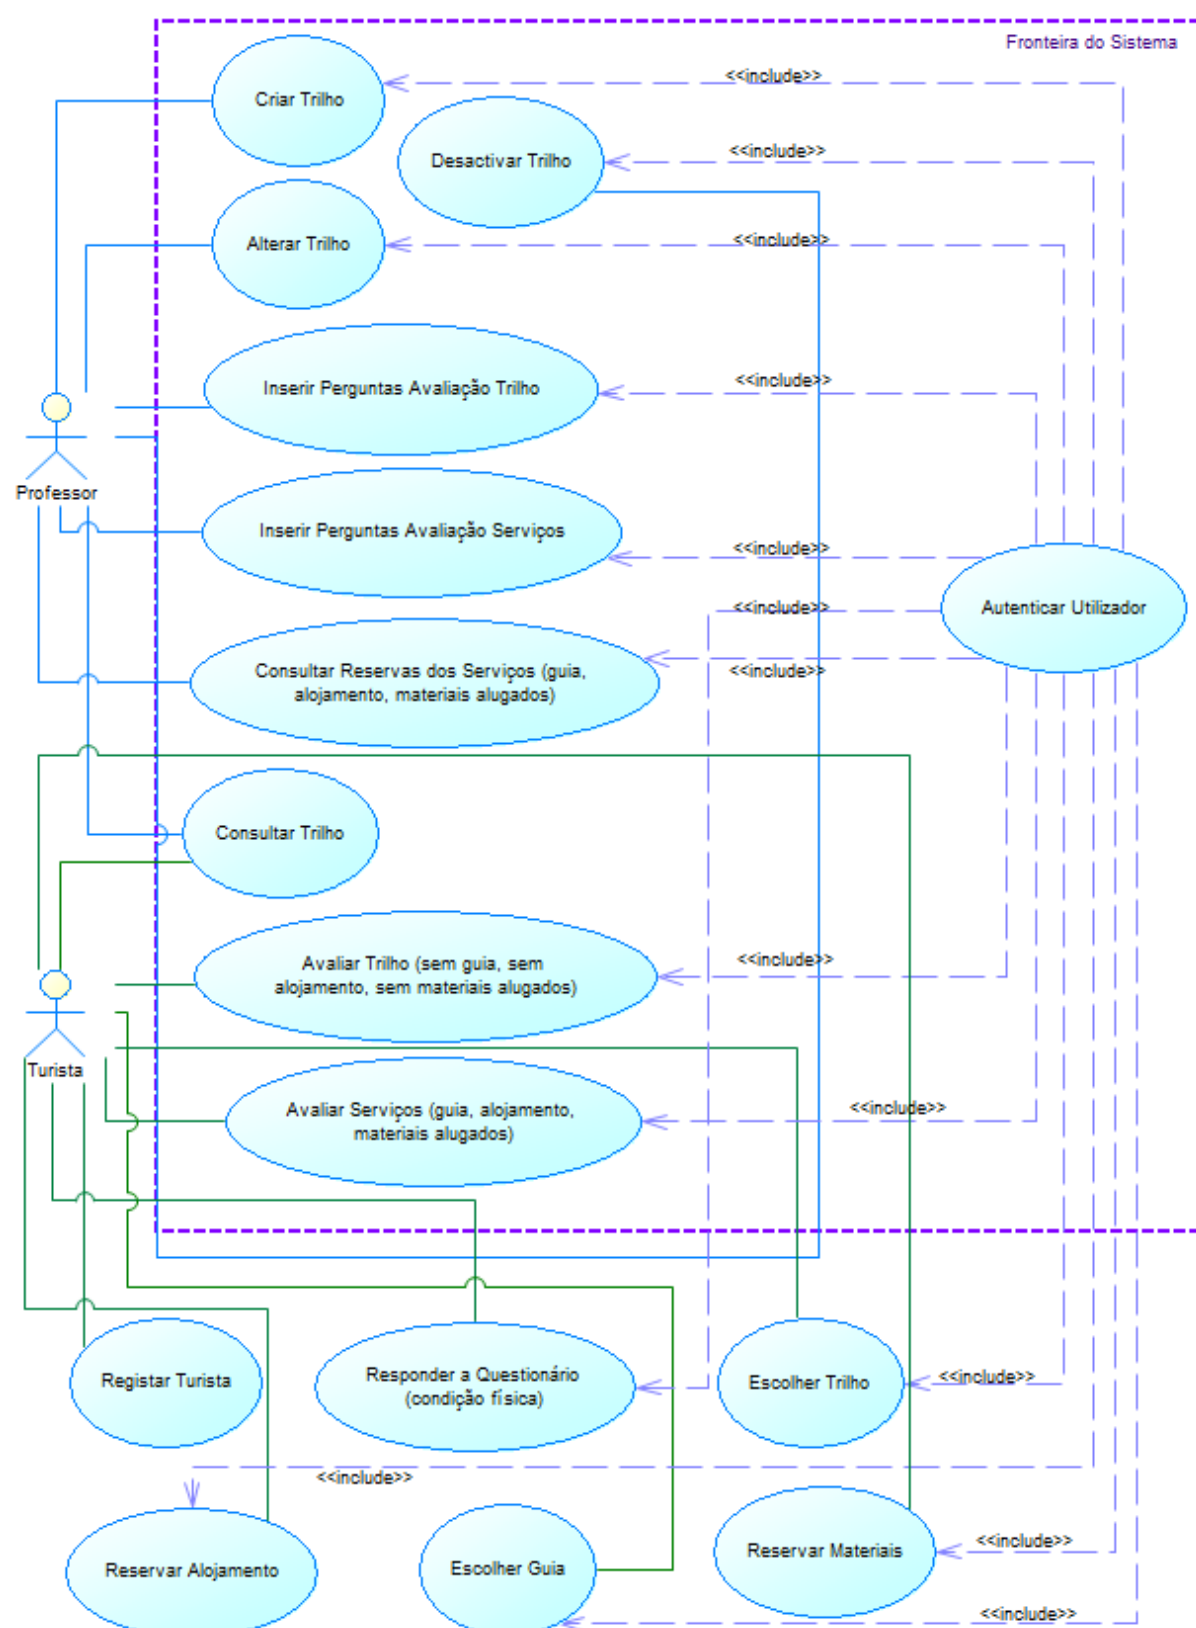 Fronteira do Sistema
<<include>>
Criar Trilho
<<include>>
Desactivar Trilho
<<include>>
Alterar Trilho
<<include>>
Inserir Perguntas Avaliação Trilho
Professor
Inserir Perguntas Avaliação Serviços
<<include>>
<<include>>
Autenticar Utilizador
Consultar Reservas dos Serviços (guia,
alojamento, materiais alugados)
<<include>>
Consultar Trilho
Avaliar Trilho (sem guia, sem
alojamento, sem materiais alugados)
<<include>>
Turista
Avaliar Serviços (guia, alojamento,
materiais alugados)
<<include>>
Registar Turista
Responder a Questionário
(condição física)
Escolher Trilho
<<include>>
<<include>>
Reservar Alojamento
Escolher Guia
Reservar Materiais
<<include>>
<<include>>